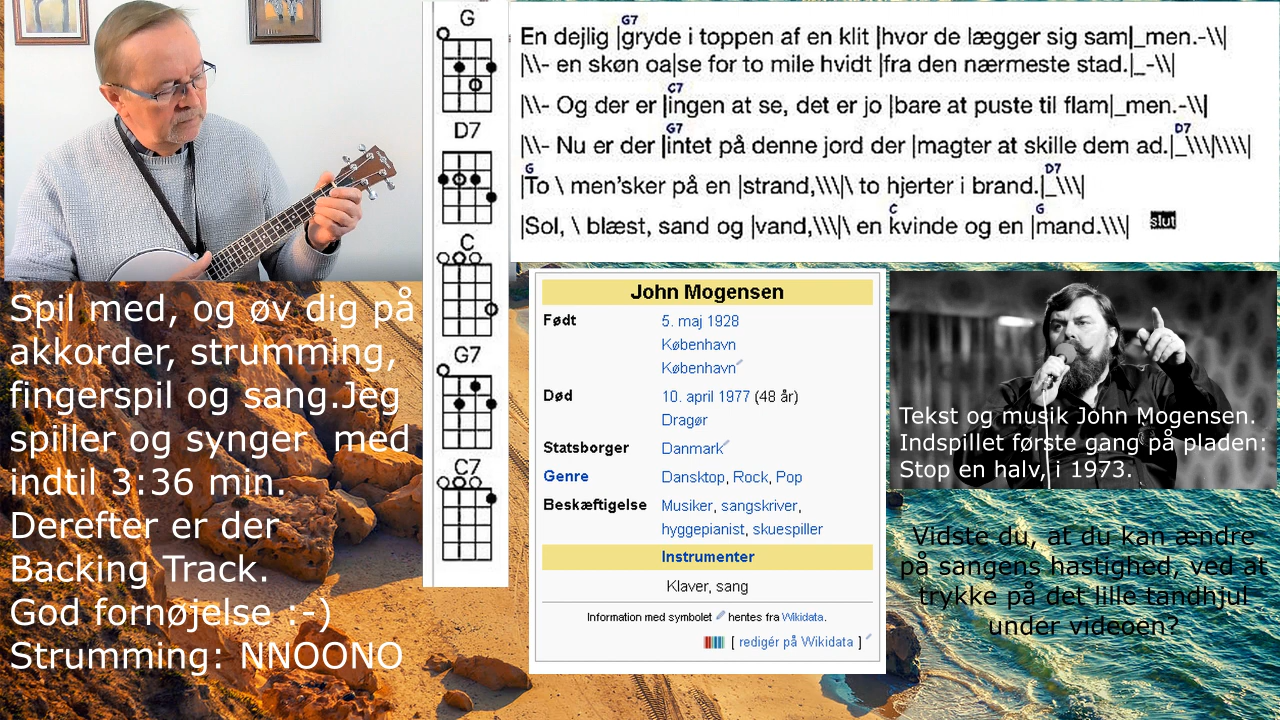 G
D7
C
G7
C7
G7
En dejlig |gryde i toppen af en klit |hvor de lægger sig sam|_men.-\\|
|\\- en skøn oa|se for to mile hvidt |fra den nærmeste stad.|_-\\|
C7
|\\- Og der er |ingen at se, det er jo |bare at puste til flam|_men.-\\|
G7 D7
|\\- Nu er der |intet på denne jord der |magter at skille dem ad.|_\\\|\\\\|
G D7
|To \ men'sker på en |strand,\\\|\ to hjerter i brand.|_\\\|
C G
|Sol, \ blæst, sand og |vand,\\\|\ en kvinde og en |mand.\\\| slut
Spil med, og øv dig på
akkorder, strumming,
fingerspil og sang.Jeg
spiller og synger med
indtil 3:36 min.
Derefter er der
Backing Track.
God fornøjelse :-)
Strumming: NNOONO
John Mogensen
Født 5. maj 1928
København
København
Død 10. april 1977 (48 år)
Dragør
Statsborger Danmark
Genre Dansktop, Rock, Pop
Beskæftigelse Musiker, sangskriver,
hyggepianist, skuespiller
Instrumenter
Klaver, sang
Information med symbolet hentes fra Wikidata.
[ redigér på Wikidata ]
Tekst og musik John Mogensen.
Indspillet første gang på pladen:
Stop en halv, i 1973.
Vidste du, at du kan ændre
på sangens hastighed, ved at
trykke på det lille tandhjul
under videoen?